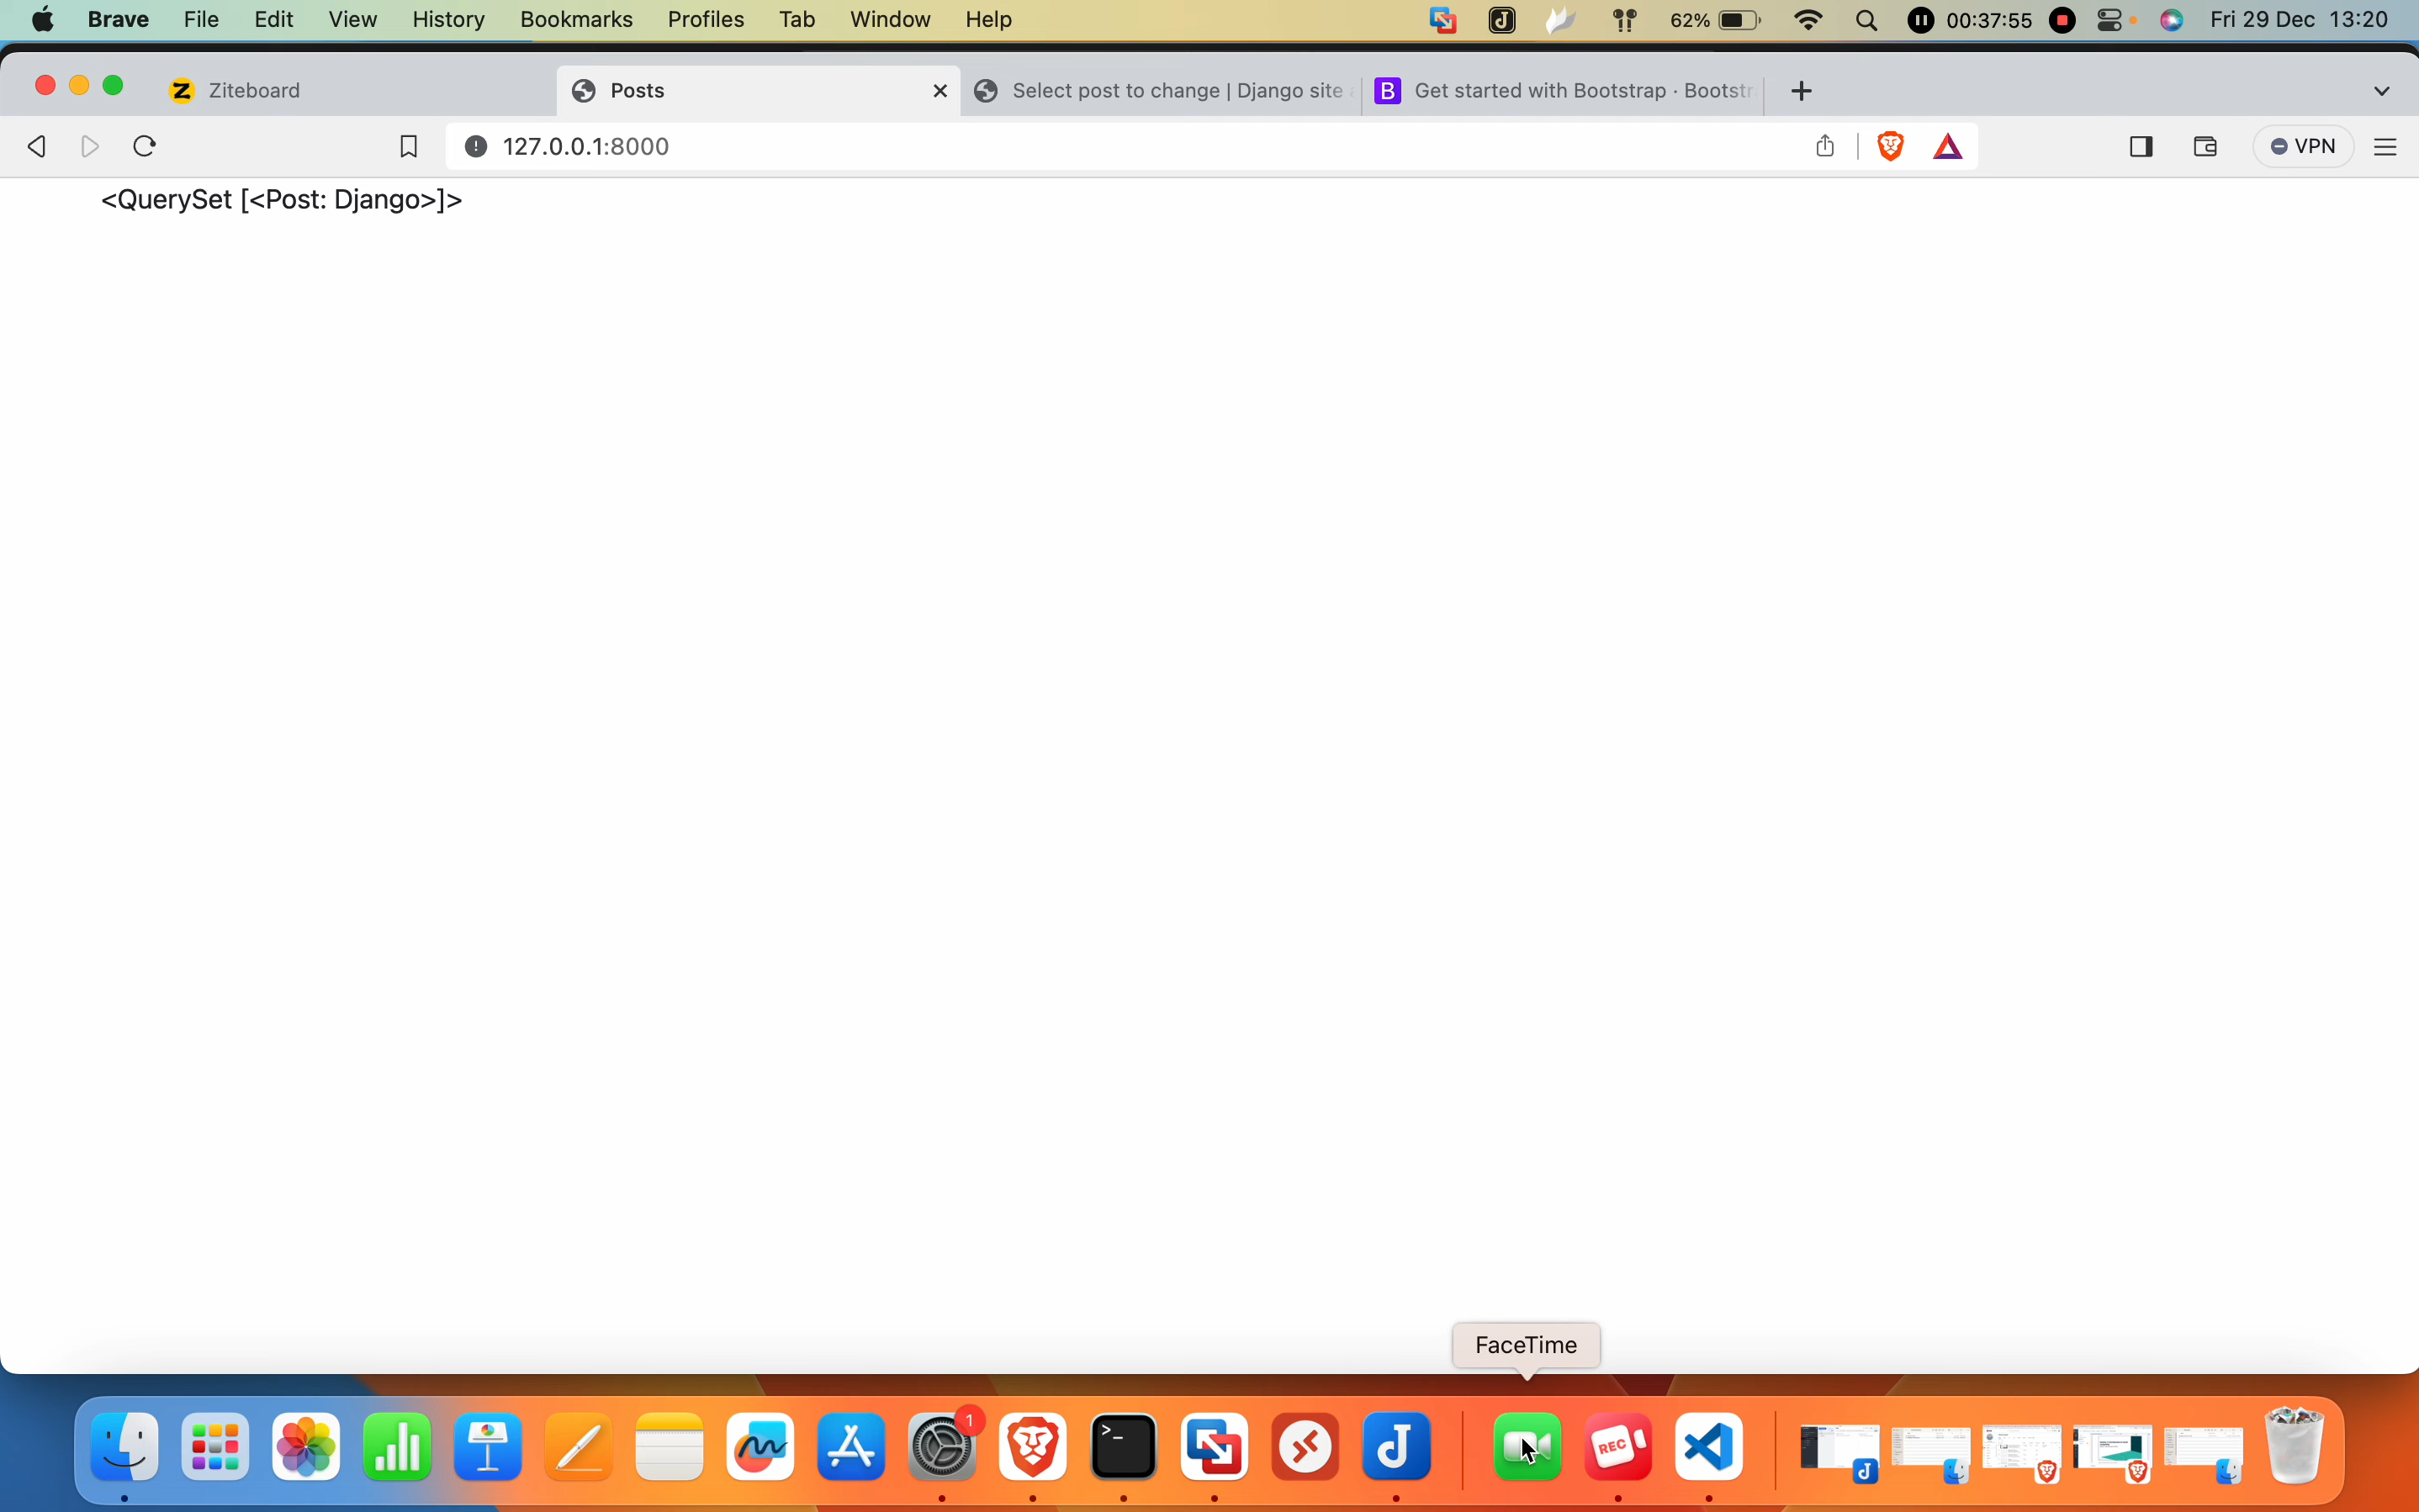 Brave File Edit View History Bookmarks Profiles Tab Window Help 62% 00:37:55 Fri 29 Dec 13:20
Ziteboard Posts Select post to change | Django site a Get started with Bootstrap · Bootstr
127.0.0.1:8000 VPN
<QuerySet [<Post: Django>]>
FaceTime
1
REC